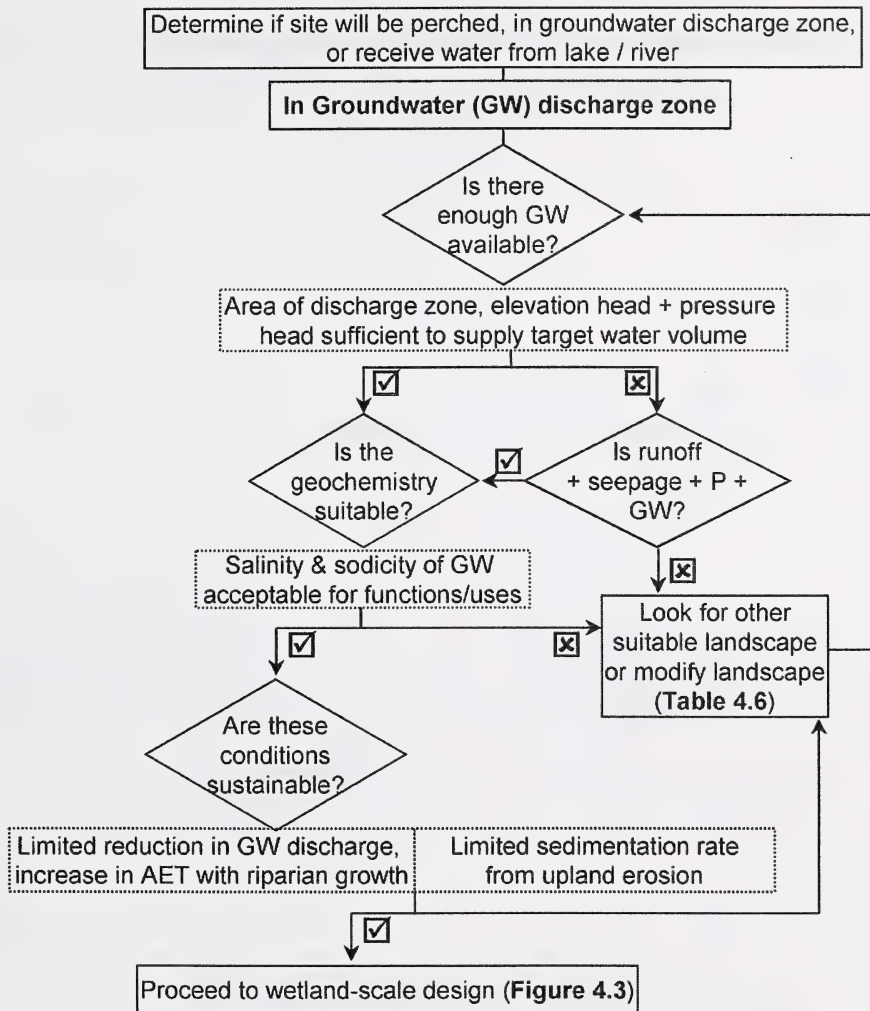 Determine if site will be perched, in groundwater discharge zone,
or receive water from lake / river
In Groundwater (GW) discharge zone
Is there
enough GW
available?
Area of discharge zone, elevation head + pressure
head sufficient to supply target water volume
Is the
geochemistry
suitable?
Is runoff
+ seepage + P +
GW?
Salinity & sodicity of GW
acceptable for functions/uses
Look for other
suitable landscape
or modify landscape
(Table 4.6)
Are these
conditions
sustainable?
Limited reduction in GW discharge,
increase in AET with riparian growth
Limited sedimentation rate
from upland erosion
Proceed to wetland-scale design (Figure 4.3)